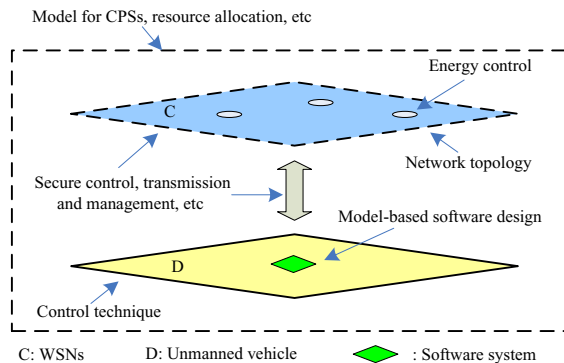 Model for CPSs, resource allocation, etc
Energy control
C
Network topology
Secure control, transmission
and management, etc
Model-based software design
D
Control technique
C: WSNs D: Unmanned vehicle : Software system